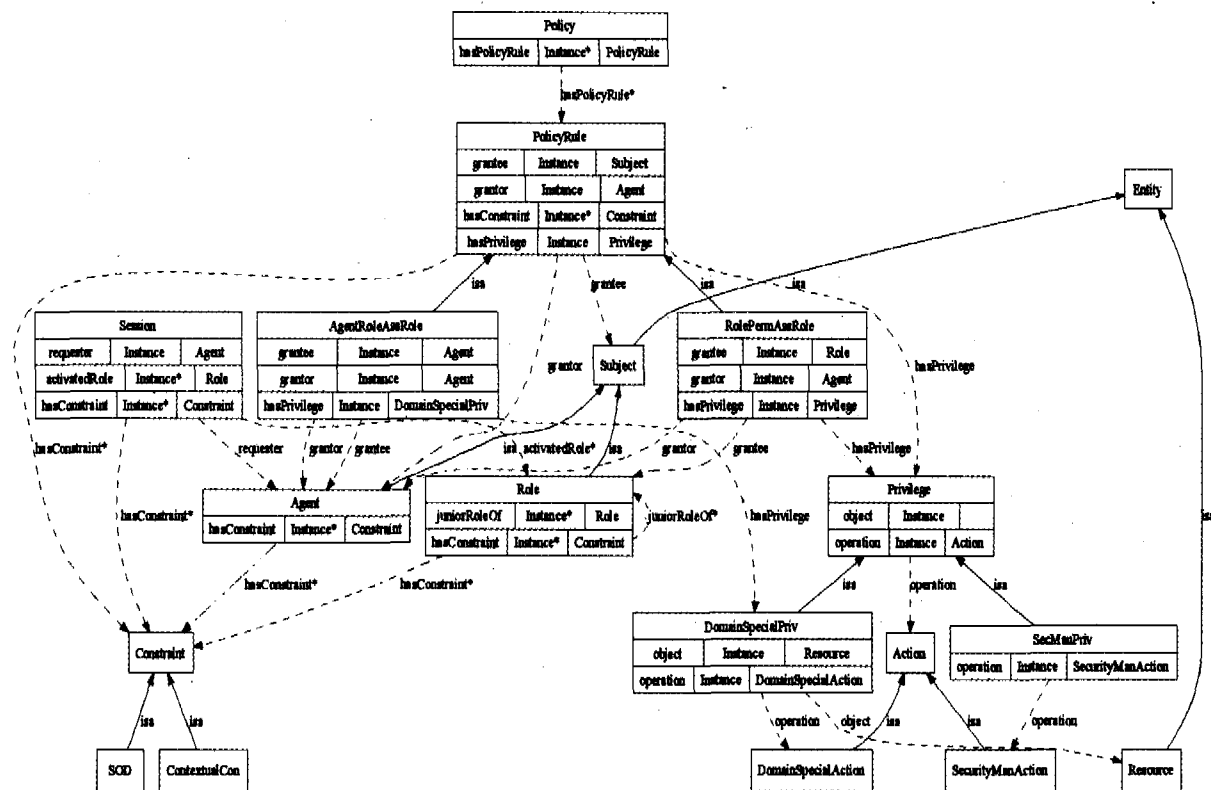 Policy
hasPolicyRule Instance* PolicyRule
hasPolicyRule*
PolicyRule
grantee Instance Subject
grantor Instance Agent
hasConstraint Instance* Constraint
hasPrivilege Instance Privilege
Entity
isa grantee isa isa
Session
requester Instance Agent
activatedRole Instance* Role
hasConstraint Instance* Constraint
AgentRoleAssRole
grantee Instance Agent
grantor Instance Agent
hasPrivilege Instance DomainSpecialPriv
grantor
Subject
RolePermAssRole
grantee Instance Role
grantor Instance Agent
hasPrivilege Instance Privilege
hasPrivilege
hasConstraint* requester grantor grantee isa activatedRole* isa grantor grantee hasPrivilege
Agent
hasConstraint Instance* Constraint
Role
juniorRoleOf Instance* Role
hasConstraint Instance* Constraint
juniorRoleOf*
Privilege
object Instance
operation Instance Action
hasConstraint* hasPrivilege isa
hasConstraint* hasConstraint* isa operation isa
Constraint
DomainSpecialPriv
object Instance Resource
operation Instance DomainSpecialAction
Action
SecManPriv
operation Instance SecurityManAction
isa isa operation object isa isa operation
SOD
ContextualCon
DomainSpecialAction
SecurityManAction
Resource